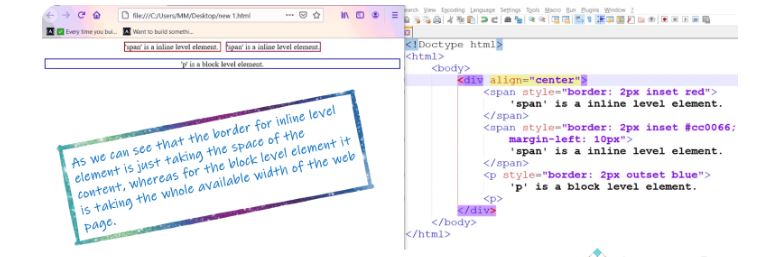 file:///C:/Users/MM/Desktop/new 1.html
Every time you bui... Want to build somethi...
'span' is a inline level element. 'span' is a inline level element.
'p' is a block level element.
As we can see that the border for inline level
element is just taking the space of the
content, whereas for the block level element it
is taking the whole available width of the web
page.
Search View Encoding Language Settings Tools Macro Run Plugins Window ?
<!Doctype html>
<html>
<body>
<div align="center">
<span style="border: 2px inset red">
'span' is a inline level element.
</span>
<span style="border: 2px inset #cc0066;
margin-left: 10px">
'span' is a inline level element.
</span>
<p style="border: 2px outset blue">
'p' is a block level element.
<p>
</div>
</body>
</html>